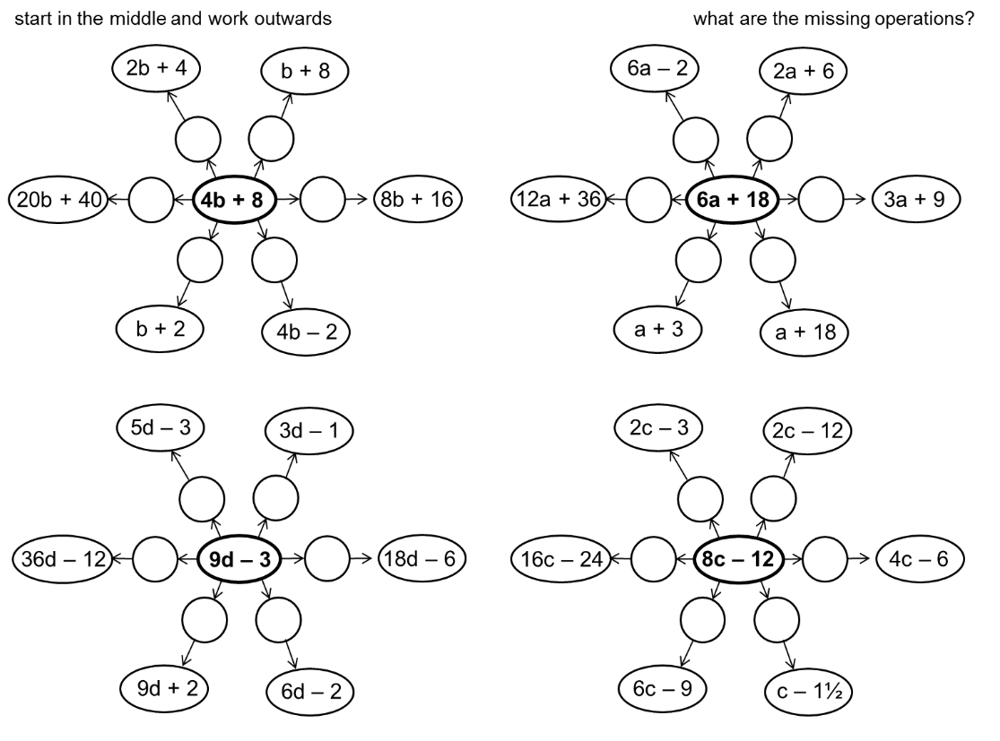 start in the middle and work outwards
what are the missing operations?
2b + 4
b + 8
6a – 2
2a + 6
20b + 40
4b + 8
8b + 16
12a + 36
6a + 18
3a + 9
b + 2
4b – 2
a + 3
a + 18
5d – 3
3d – 1
2c – 3
2c – 12
36d – 12
9d – 3
18d – 6
16c – 24
8c – 12
4c – 6
9d + 2
6d – 2
6c – 9
c – 1½